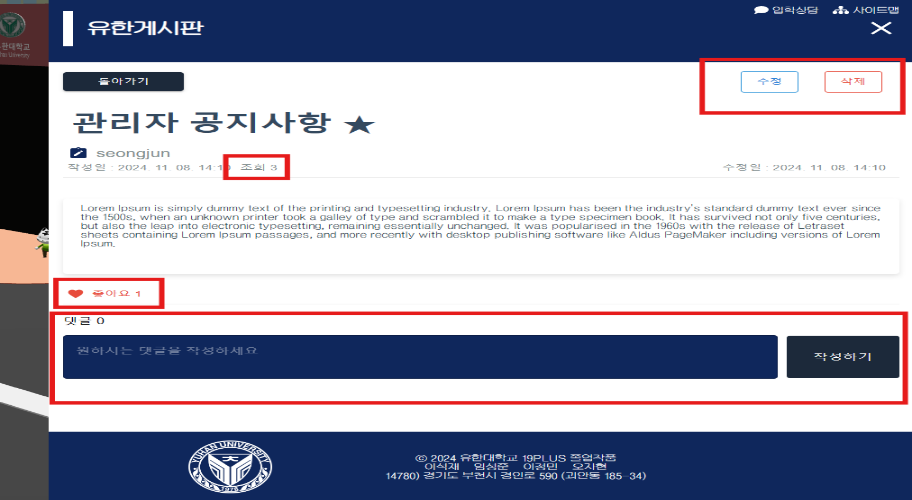 입학상담 사이트맵
유한게시판
돌아가기
수정 삭제
관리자 공지사항 ★
seongjun
작성일 : 2024. 11. 08. 14:10 조회 3
수정일 : 2024. 11. 08. 14:10
Lorem Ipsum is simply dummy text of the printing and typesetting industry. Lorem Ipsum has been the industry's standard dummy text ever since
the 1500s, when an unknown printer took a galley of type and scrambled it to make a type specimen book. It has survived not only five centuries,
but also the leap into electronic typesetting, remaining essentially unchanged. It was popularised in the 1960s with the release of Letraset
sheets containing Lorem Ipsum passages, and more recently with desktop publishing software like Aldus PageMaker including versions of Lorem
Ipsum.
좋아요 1
댓글 0
원하시는 댓글을 작성하세요
작성하기
YUHAN UNIVERSITY
© 2024 유한대학교 19PLUS 졸업작품
이석재 임성준 이정민 오지현
14780) 경기도 부천시 경인로 590 (괴안동 185-34)